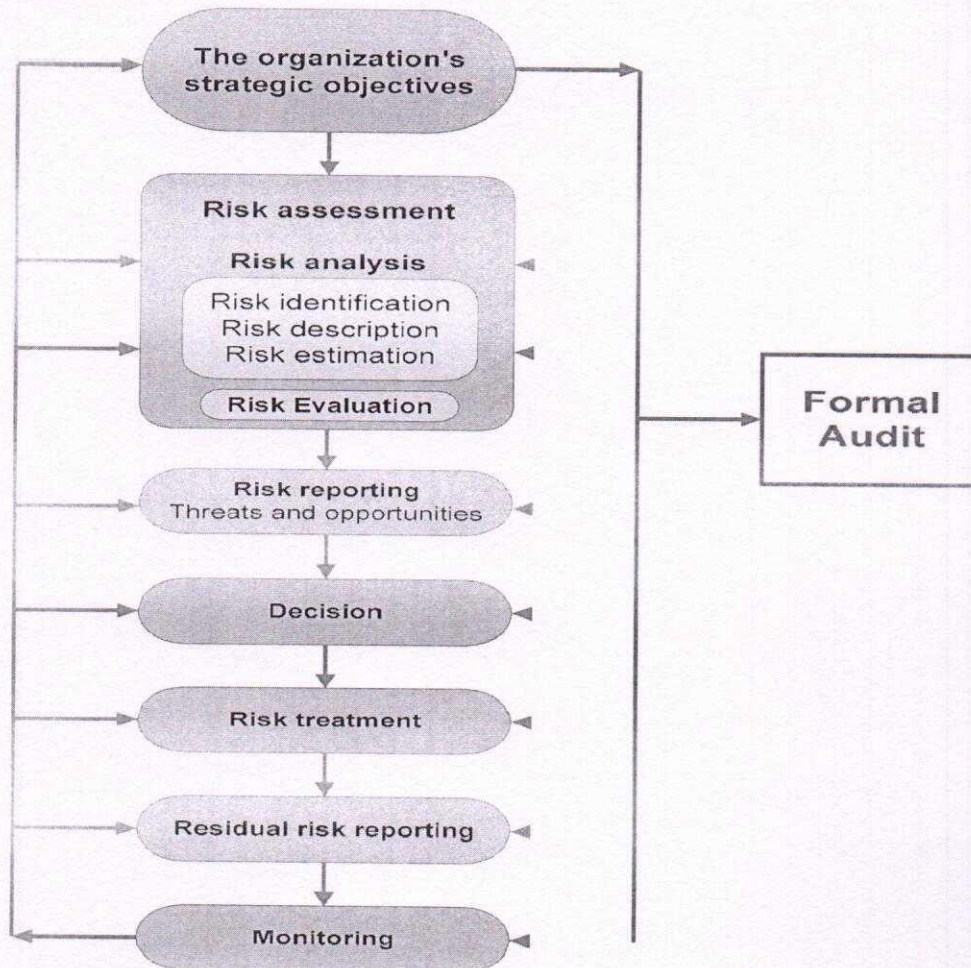 The organization's
strategic objectives
Risk assessment
Risk analysis
Risk identification
Risk description
Risk estimation
Risk Evaluation
Risk reporting
Threats and opportunities
Decision
Risk treatment
Residual risk reporting
Monitoring
Formal
Audit